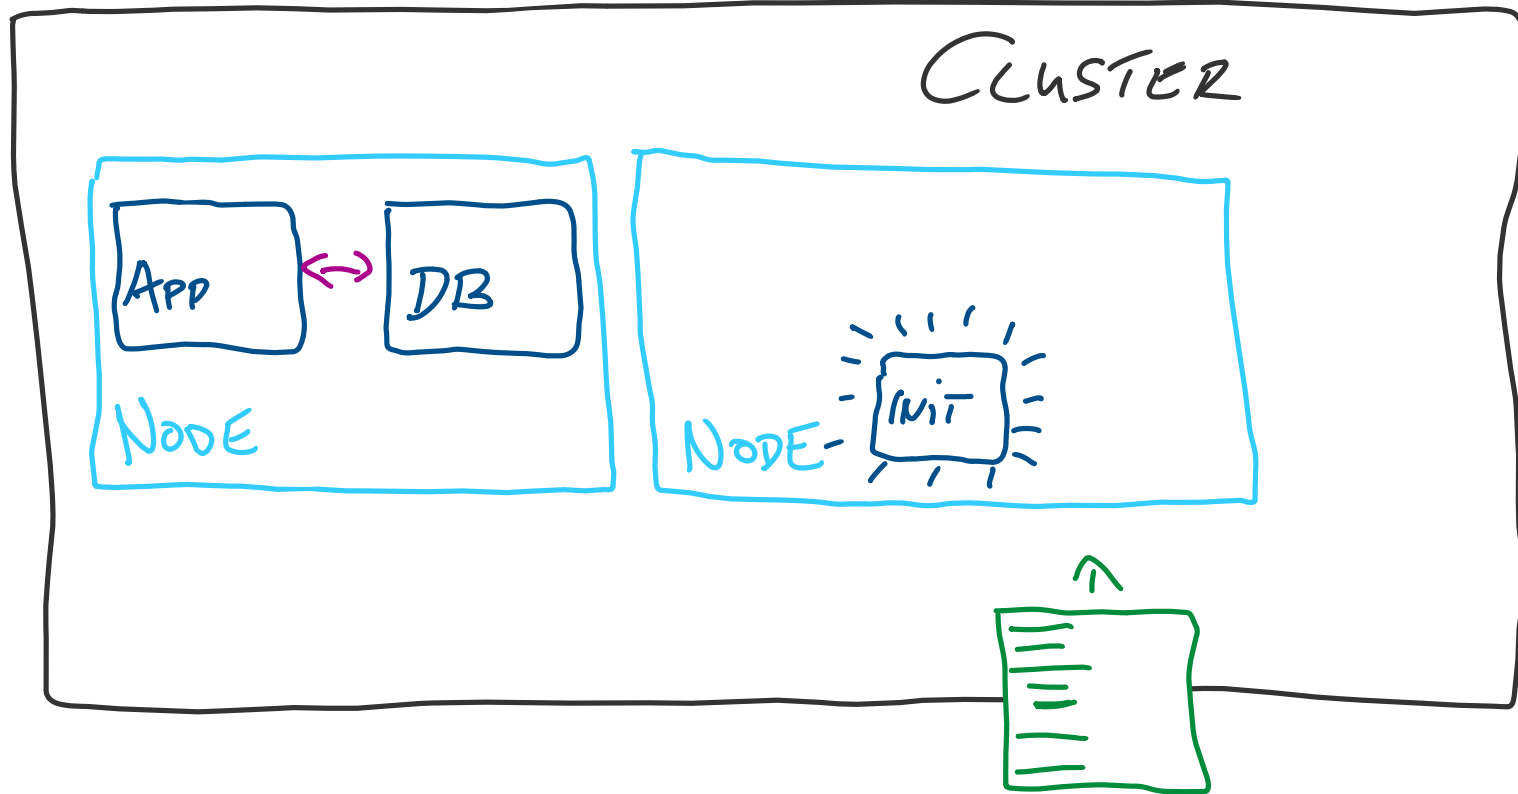 CLUSTER
App
DB
NODE
NODE
INIT